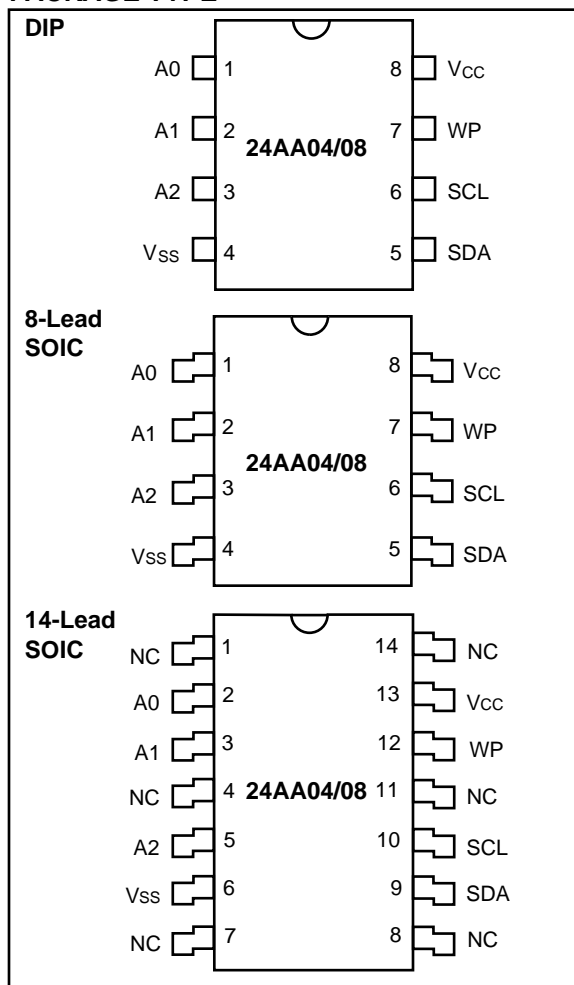 DIP
A0 1 8 VCC
A1 2 7 WP
24AA04/08
A2 3 6 SCL
VSS 4 5 SDA
8-Lead
SOIC
A0 1 8 VCC
A1 2 7 WP
24AA04/08
A2 3 6 SCL
VSS 4 5 SDA
14-Lead
SOIC
NC 1 14 NC
A0 2 13 VCC
A1 3 12 WP
NC 4 24AA04/08 11 NC
A2 5 10 SCL
VSS 6 9 SDA
NC 7 8 NC